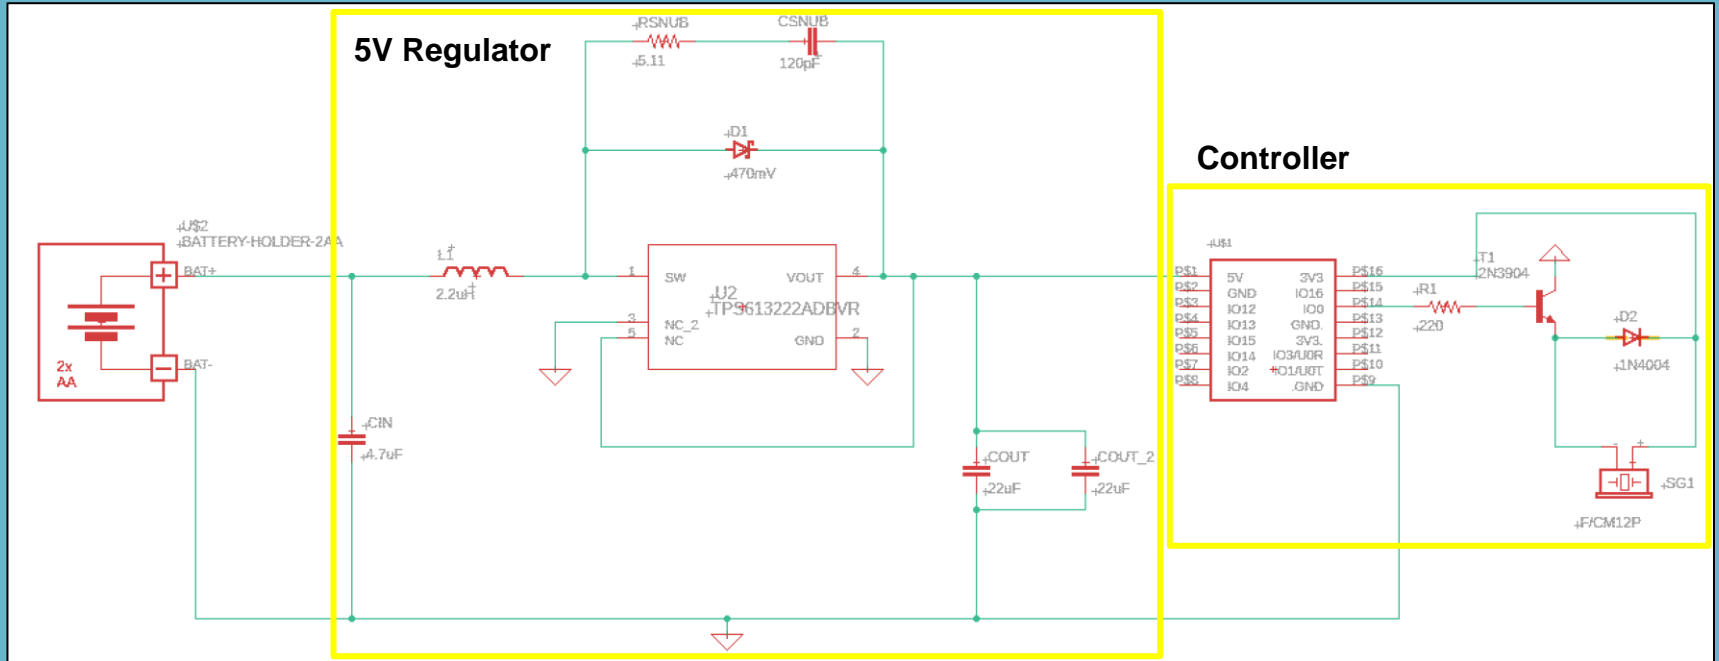 5V Regulator
RSNUB
5.11
CSNUB
120pF
D1
470mV
U$2
BATTERY-HOLDER-2AA
BAT+
BAT-
2x
AA
L1
2.2uH
1
SW
VOUT
4
U2
TPS613222ADBVR
3
NC_2
5
NC
GND
2
CIN
4.7uF
COUT
22uF
COUT_2
22uF
Controller
U$1
P$1
5V
3V3
P$16
P$2
GND
IO16
P$15
P$3
IO12
IO0
P$14
P$4
IO13
GND.
P$13
P$5
IO15
3V3.
P$12
P$6
IO14
IO3/U0R
P$11
P$7
IO2
IO1/U0T
P$10
P$8
IO4
.GND
P$9
T1
2N3904
R1
220
D2
1N4004
-
+
SG1
F/CM12P